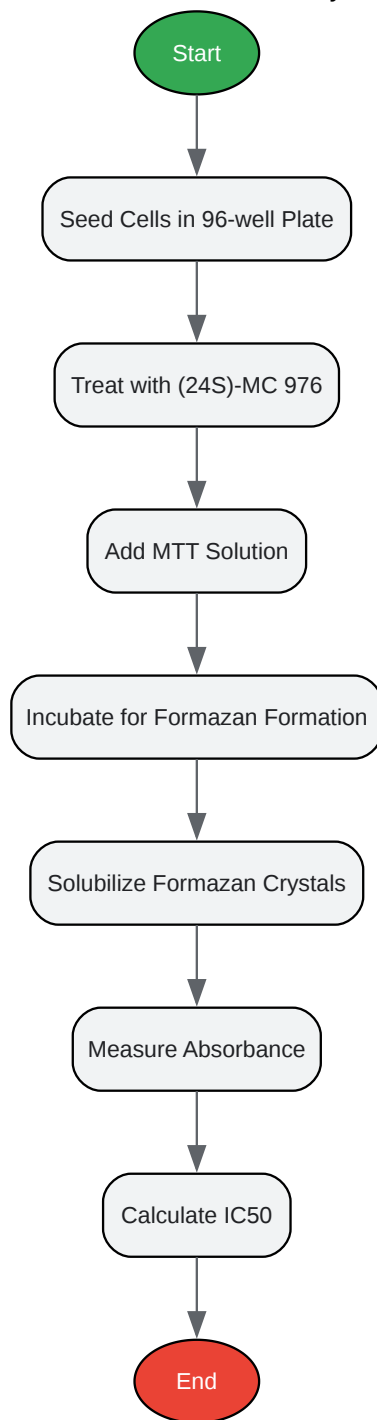 Start
Seed Cells in 96-well Plate
Treat with (24S)-MC 976
Add MTT Solution
Incubate for Formazan Formation
Solubilize Formazan Crystals
Measure Absorbance
Calculate IC50
End